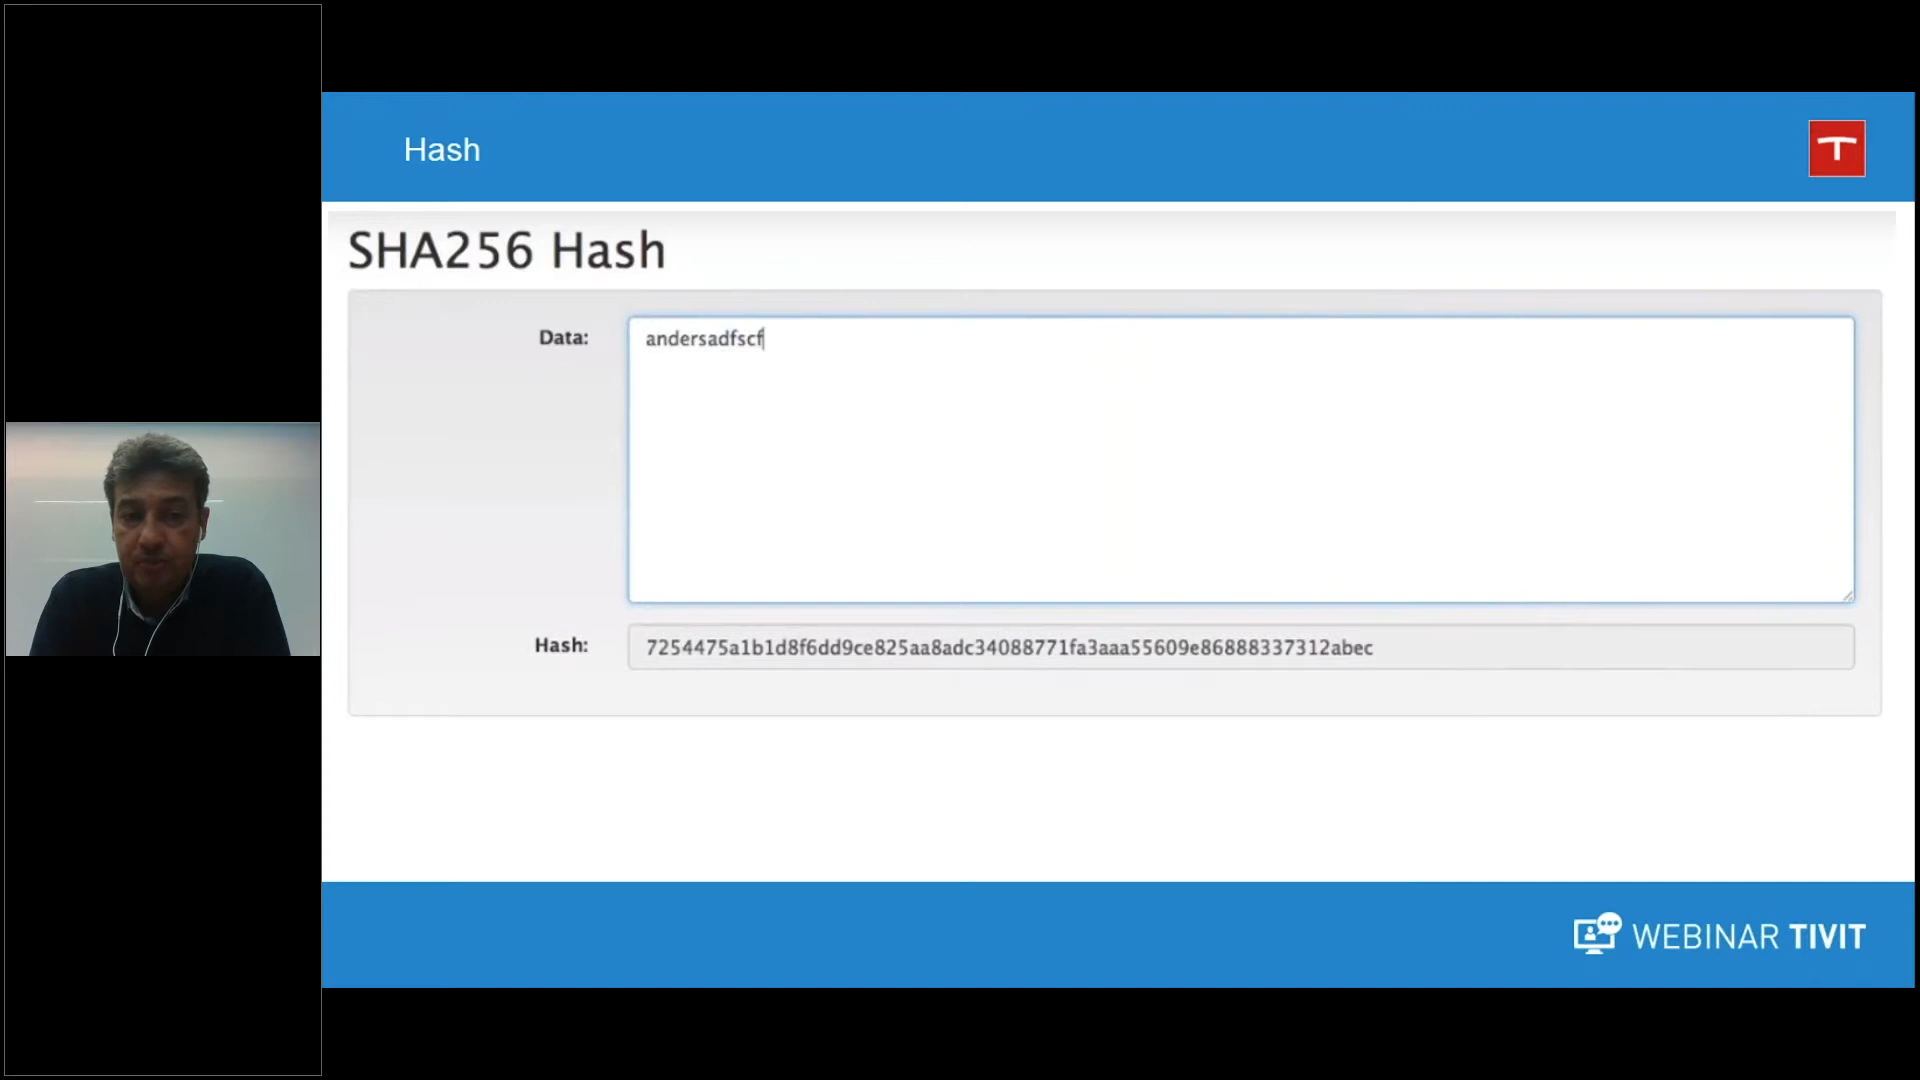 Hash
SHA256 Hash
Data:
andersadfscf
Hash:
7254475a1b1d8f6dd9ce825aa8adc34088771fa3aaa55609e86888337312abec
WEBINAR TIVIT